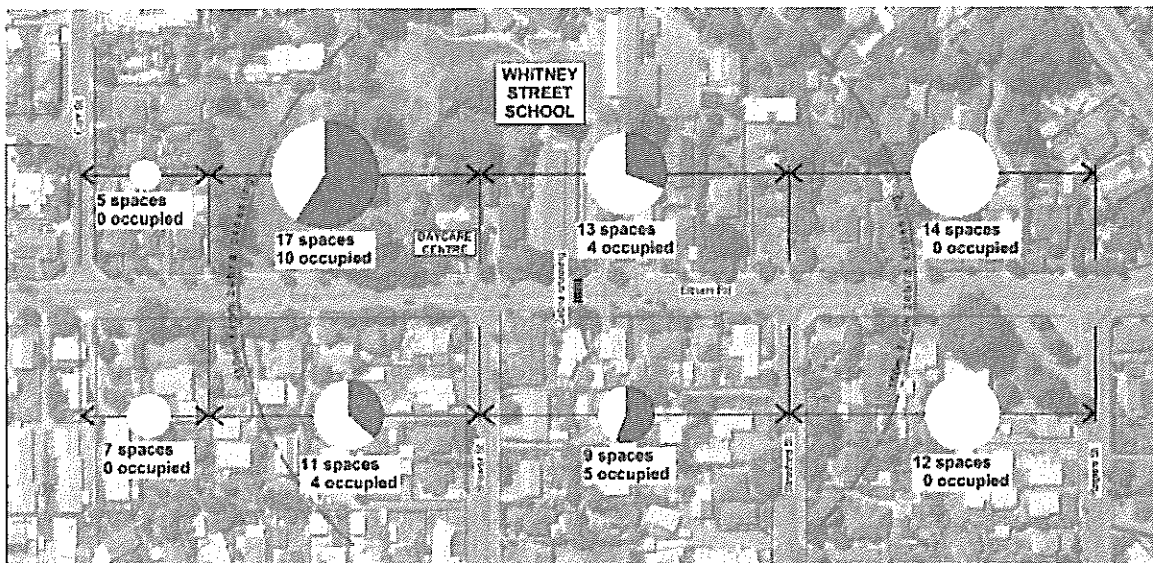 WHITNEY
STREET
SCHOOL
5 spaces
0 occupied
17 spaces
10 occupied
DAYCARE
CENTRE
13 spaces
4 occupied
14 spaces
0 occupied
7 spaces
0 occupied
11 spaces
4 occupied
9 spaces
5 occupied
12 spaces
0 occupied